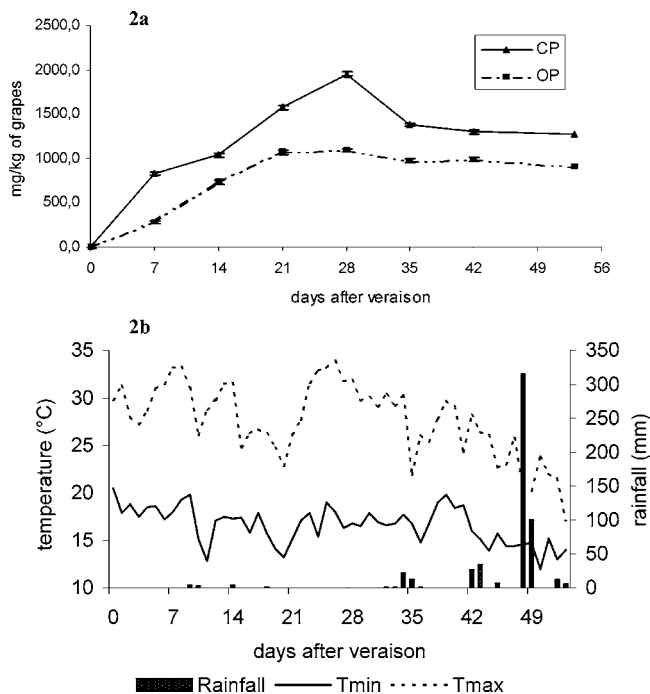 2a
2500,0
2000,0
1500,0
1000,0
500,0
0,0
mg/kg of grapes
CP
OP
0 7 14 21 28 35 42 49 56
days after veraison
2b
35
30
25
20
15
10
temperature (°C)
350
300
250
200
150
100
50
0
rainfall (mm)
0 7 14 21 28 35 42 49
days after veraison
Rainfall Tmin Tmax